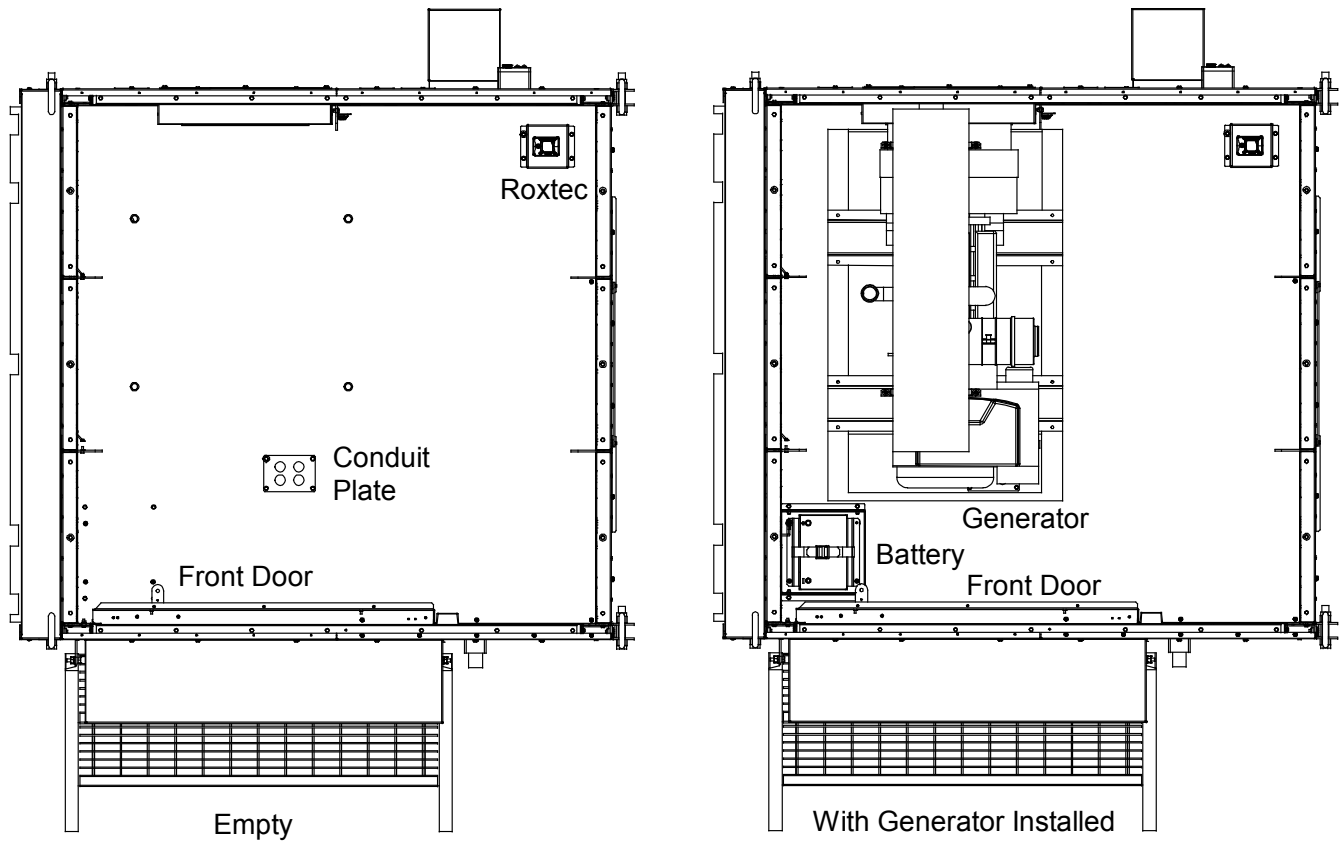 Roxtec
Conduit
Plate
Front Door
Empty
Generator
Battery
Front Door
With Generator Installed